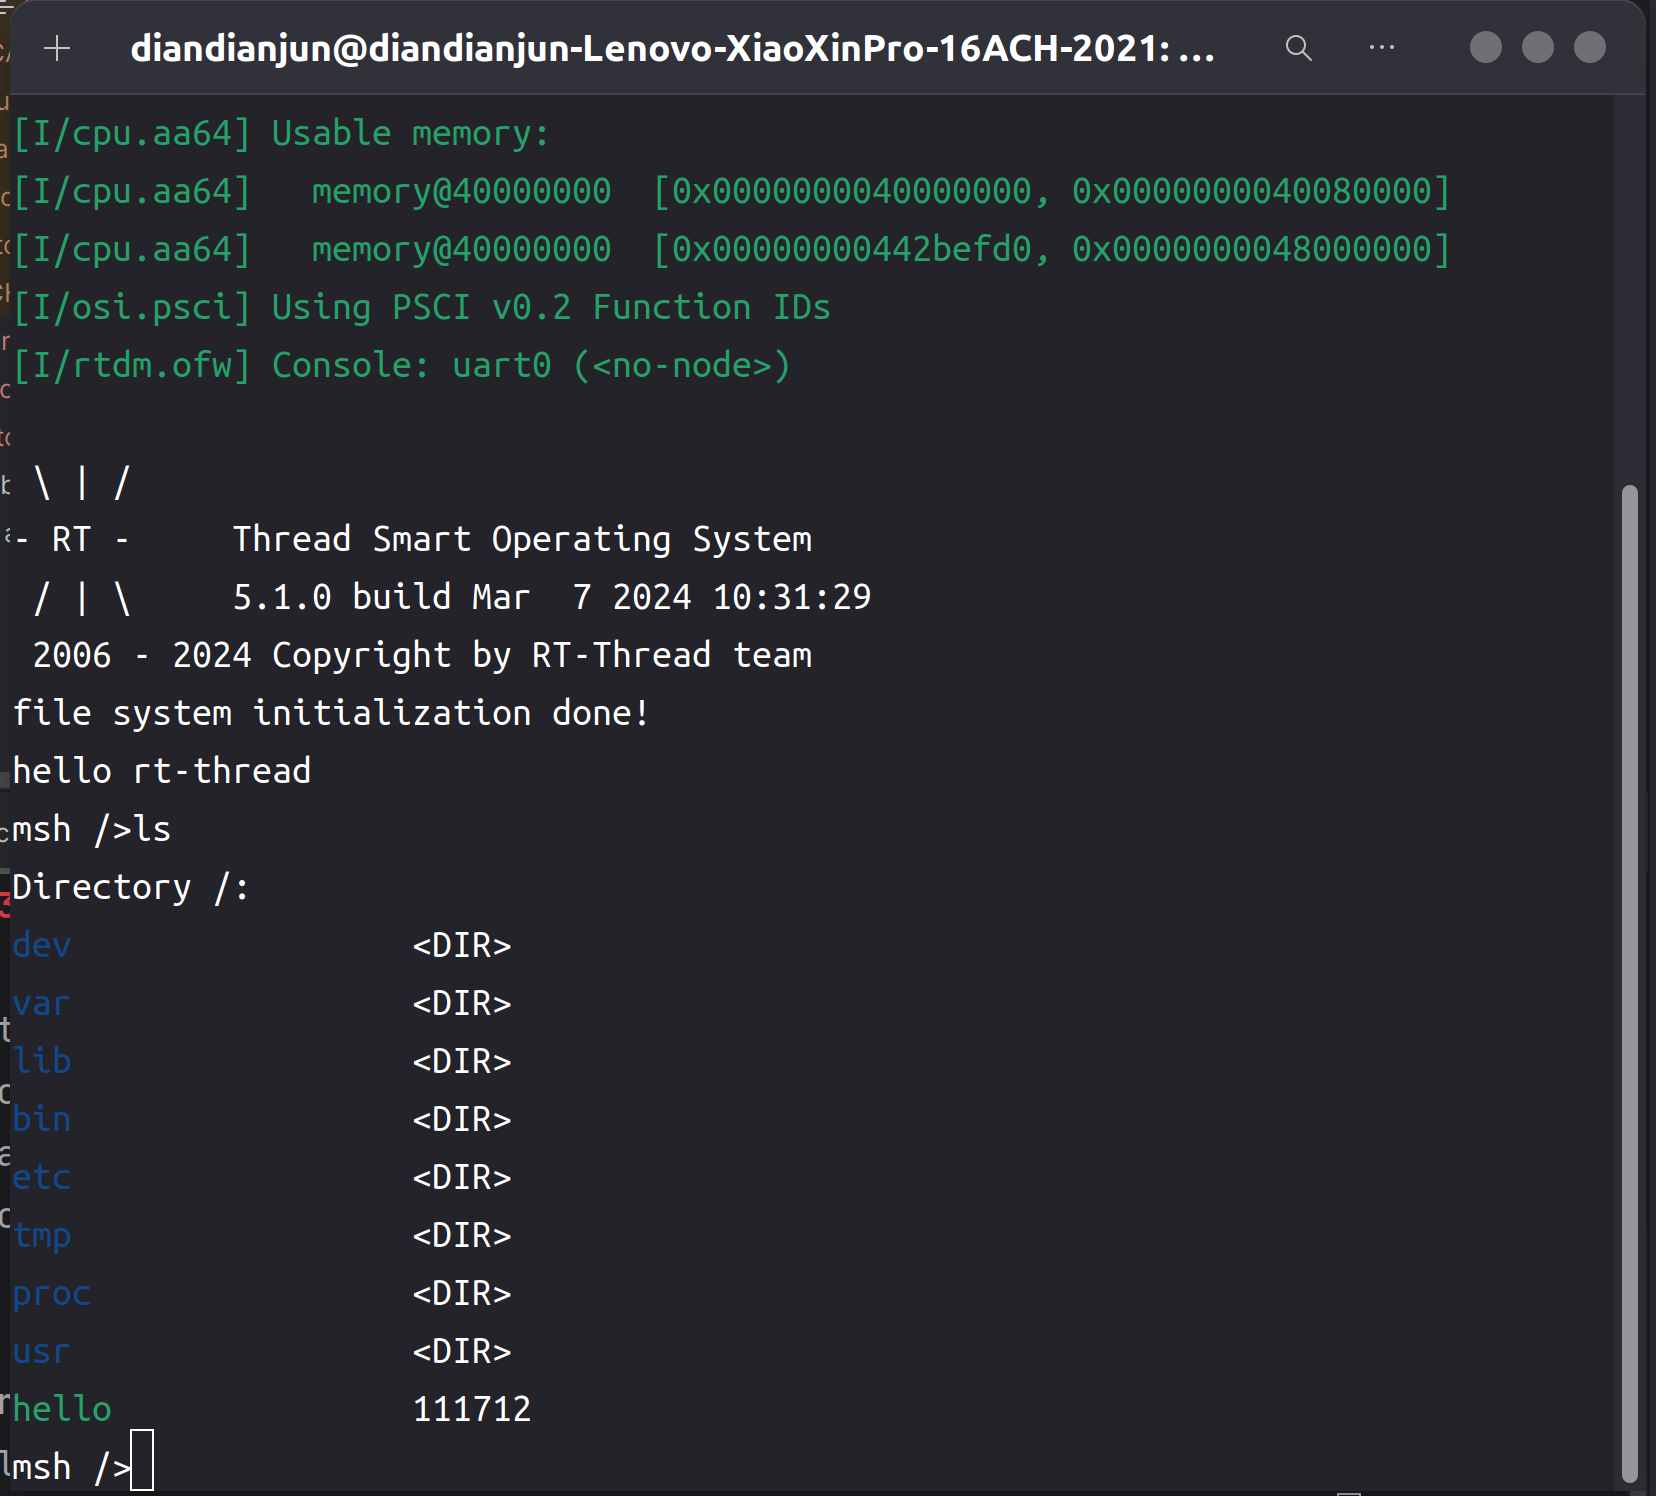 diandianjun@diandianjun-Lenovo-XiaoXinPro-16ACH-2021: ...
[I/cpu.aa64] Usable memory:
[I/cpu.aa64]   memory@40000000  [0x0000000040000000, 0x0000000040080000]
[I/cpu.aa64]   memory@40000000  [0x00000000442befd0, 0x0000000048000000]
[I/osi.psci] Using PSCI v0.2 Function IDs
[I/rtdm.ofw] Console: uart0 (<no-node>)
 \ | /
- RT -     Thread Smart Operating System
 / | \     5.1.0 build Mar  7 2024 10:31:29
 2006 - 2024 Copyright by RT-Thread team
file system initialization done!
hello rt-thread
msh />ls
Directory /:
dev                 <DIR>
var                 <DIR>
lib                 <DIR>
bin                 <DIR>
etc                 <DIR>
tmp                 <DIR>
proc                <DIR>
usr                 <DIR>
hello               111712
msh />